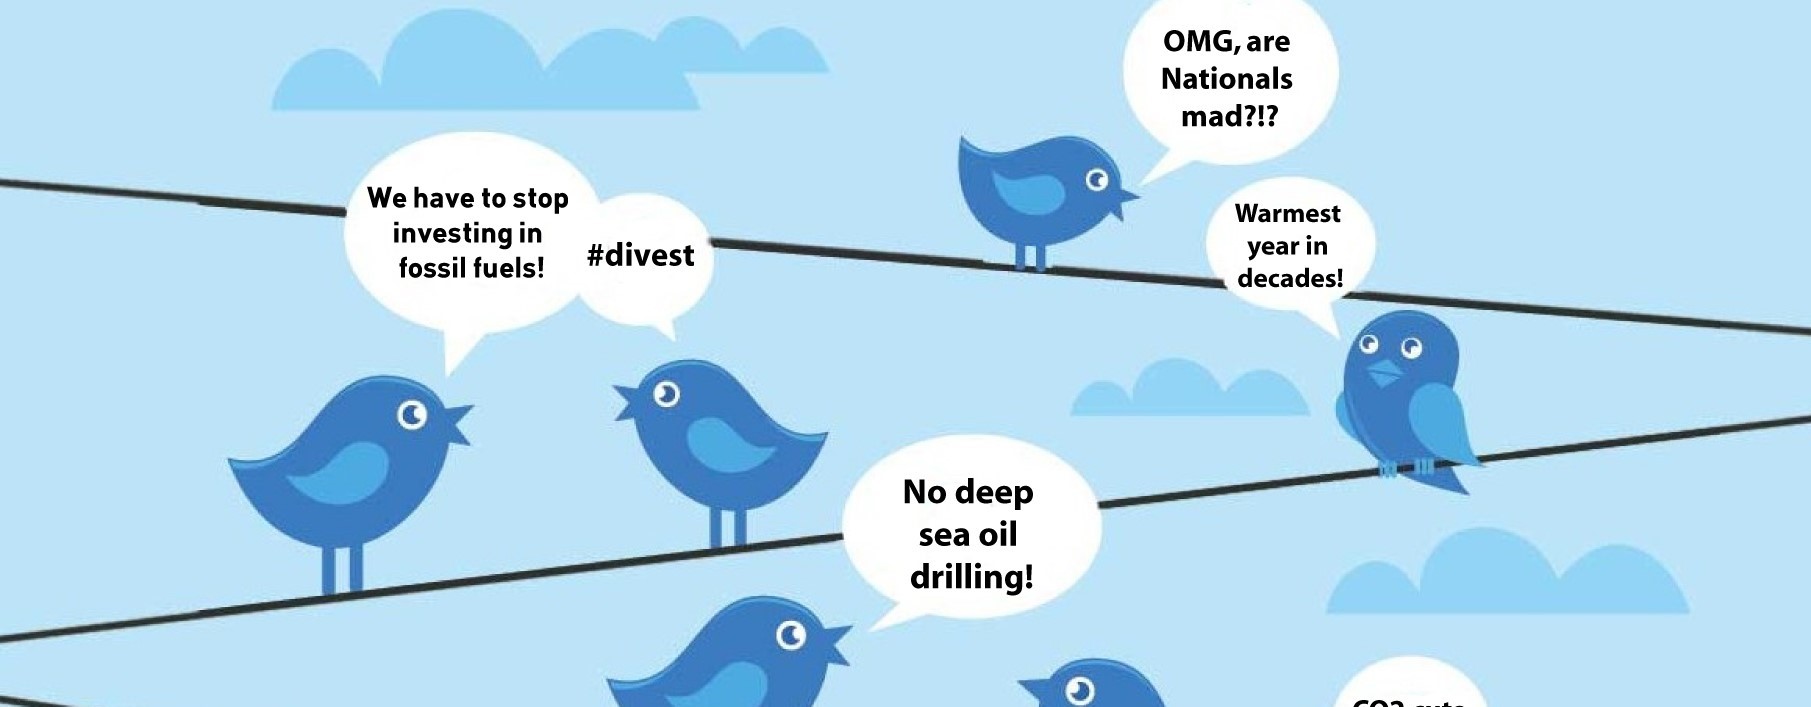 OMG, are
Nationals
mad?!?
We have to stop
investing in
fossil fuels!
#divest
Warmest
year in
decades!
No deep
sea oil
drilling!